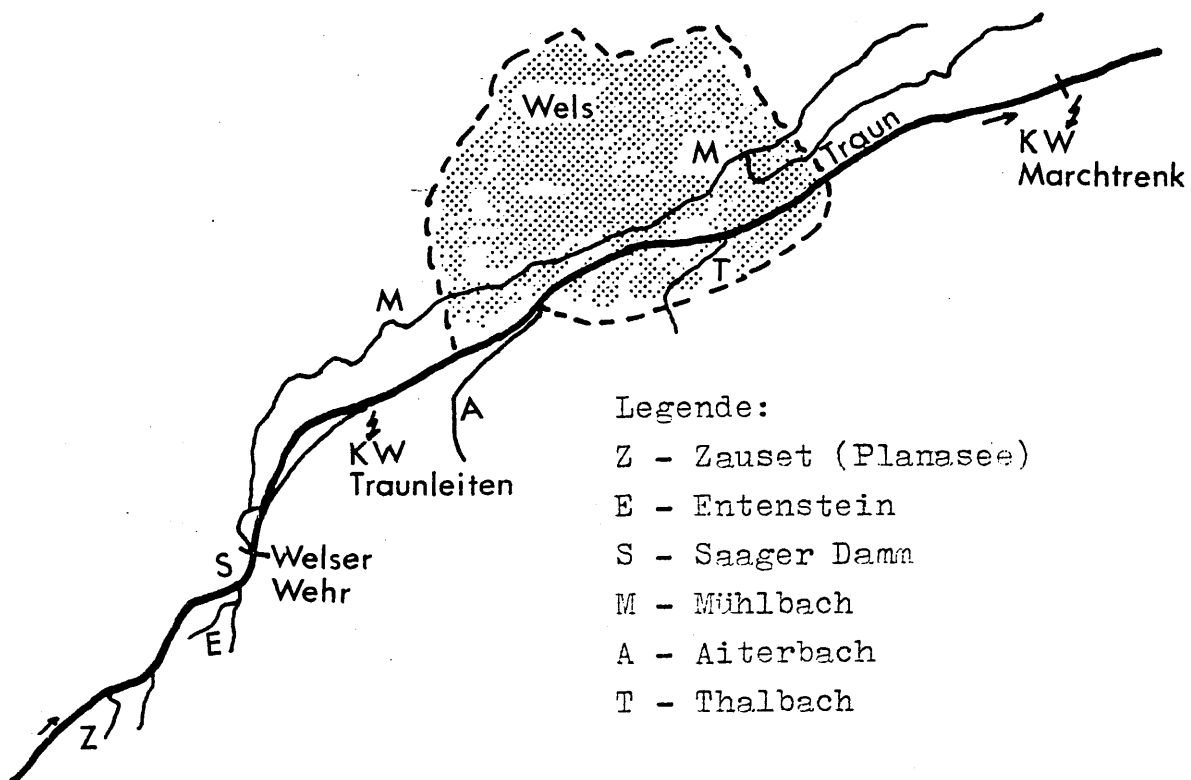 Wels
M
Traun
KW
Marchtrenk
T
M
A
KW
Traunleiten
S
Welser
Wehr
E
Z
Legende:
Z - Zauset (Planasee)
E - Entenstein
S - Saager Damm
M - Mühlbach
A - Aiterbach
T - Thalbach